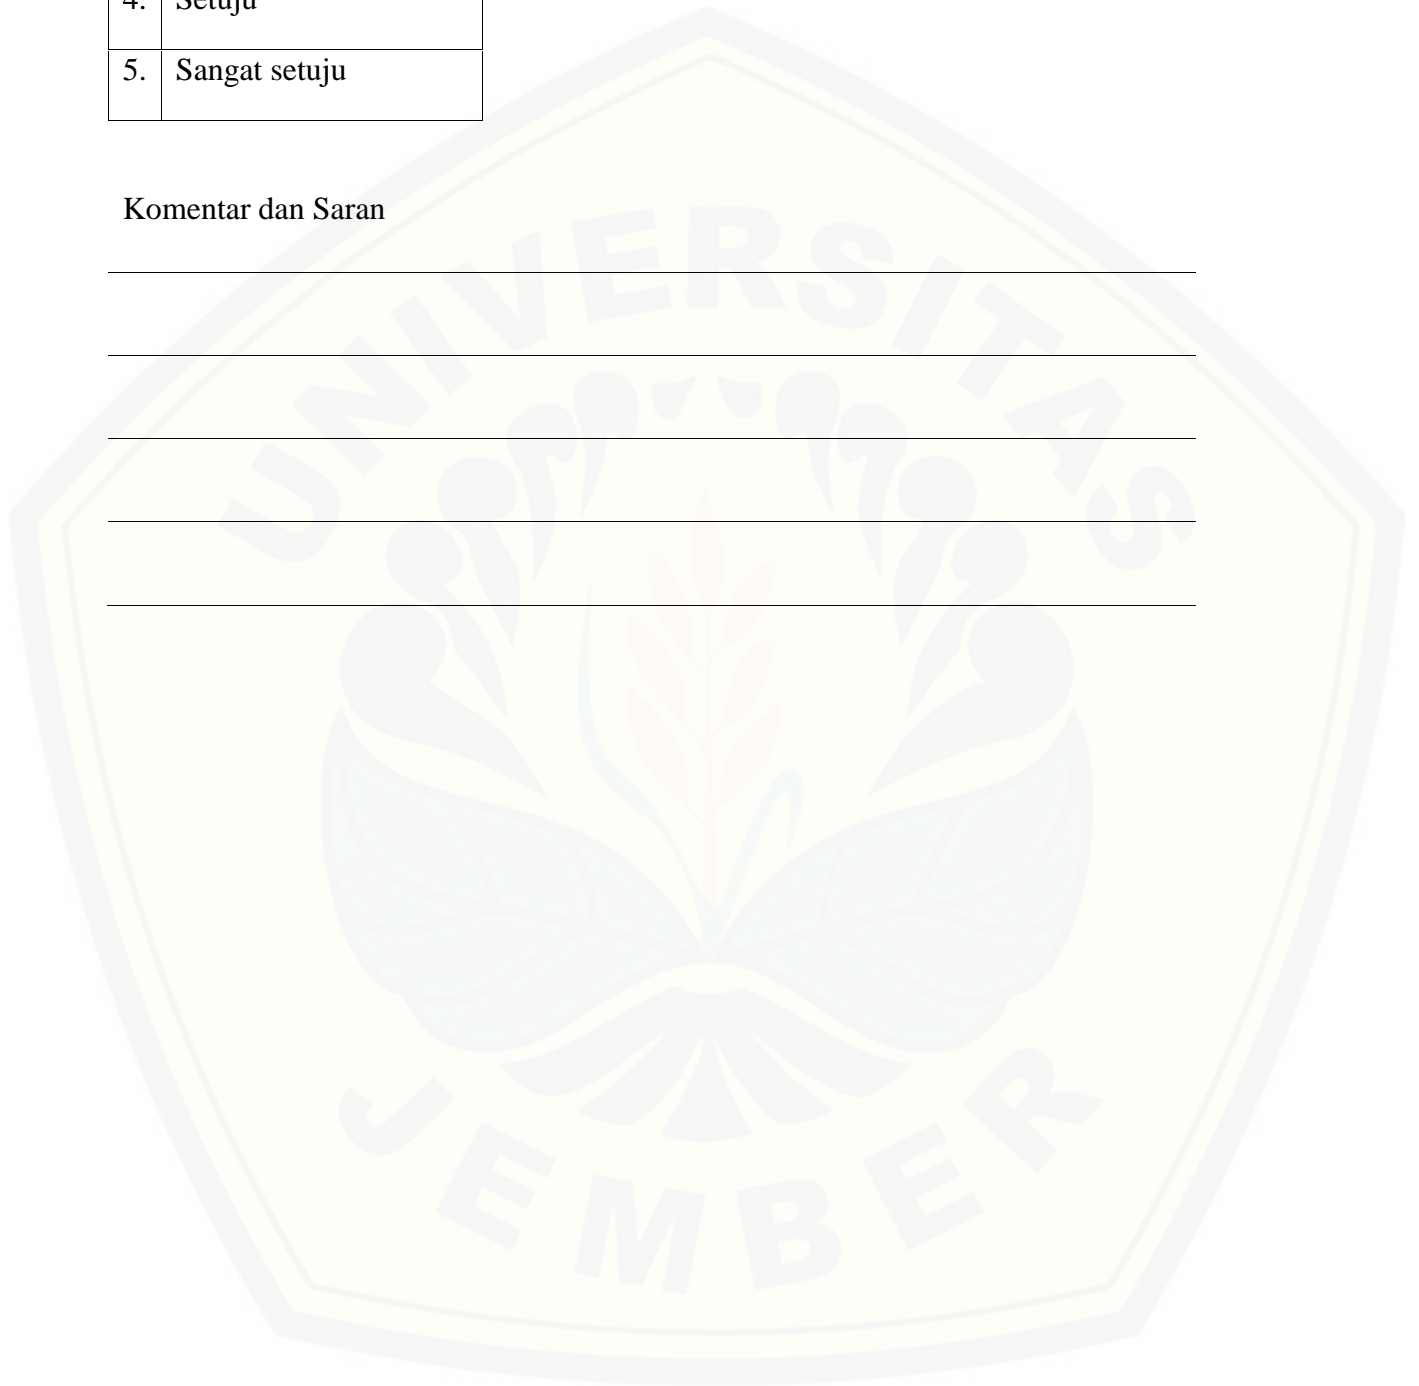 4. Setuju
5. Sangat setuju
Komentar dan Saran
UNIVERSITAS
JEMBER